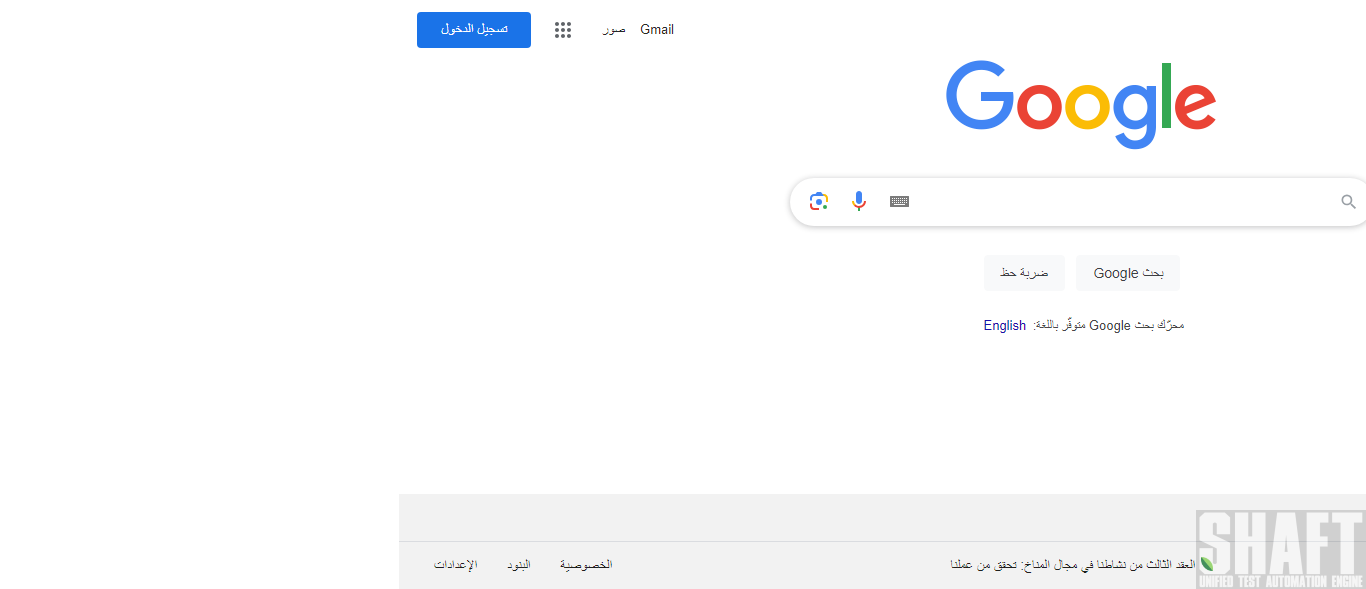 Gmail
صور
تسجيل الدخول
Google
بحث Google
ضربة حظ
محرّك بحث Google متوفّر باللغة: English
SHAFT
UNIFIED TEST AUTOMATION ENGINE
العقد الثالث من نشاطنا في مجال المناخ: تحقق من عملنا
الخصوصية
البنود
الإعدادات